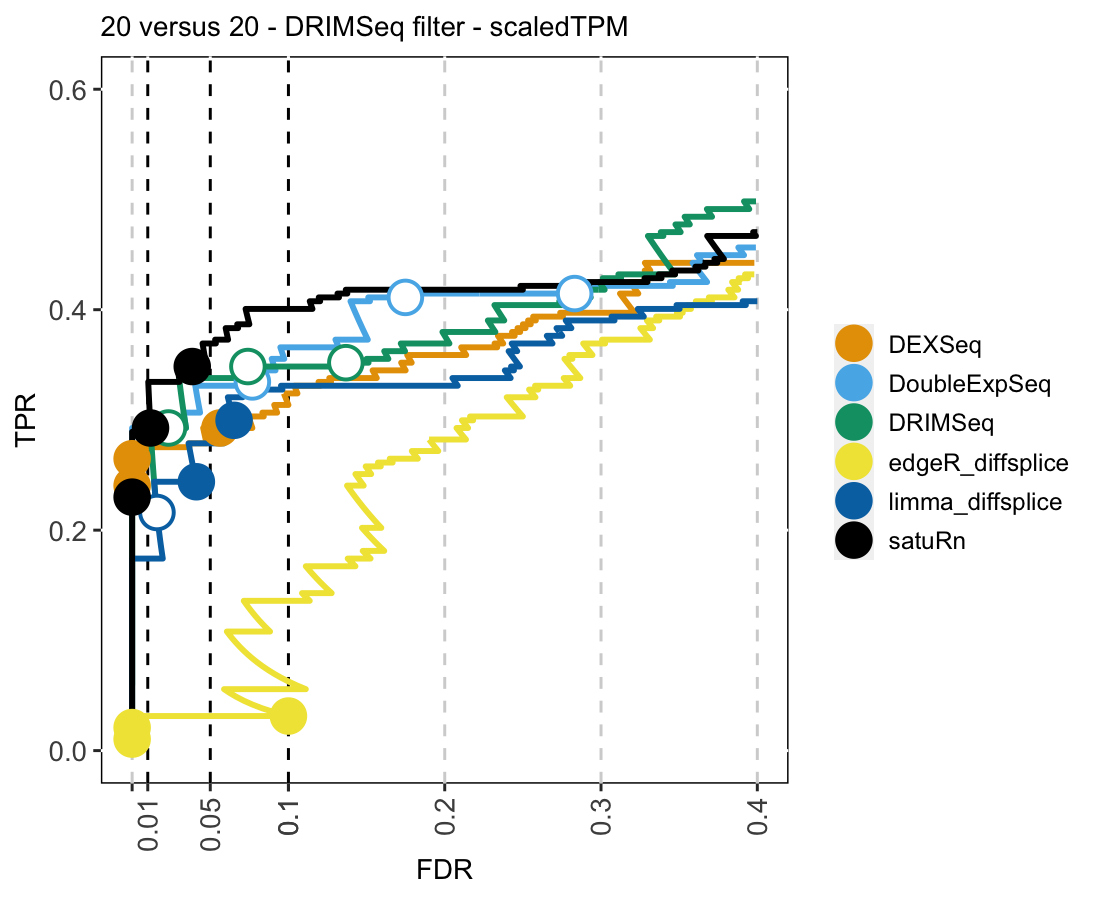 20 versus 20 - DRIMSeq filter - scaledTPM
TPR
0.6
0.4
0.2
0.0
0.01
0.05
0.1
0.2
0.3
0.4
FDR
DEXSeq
DoubleExpSeq
DRIMSeq
edgeR_diffsplice
limma_diffsplice
satuRn